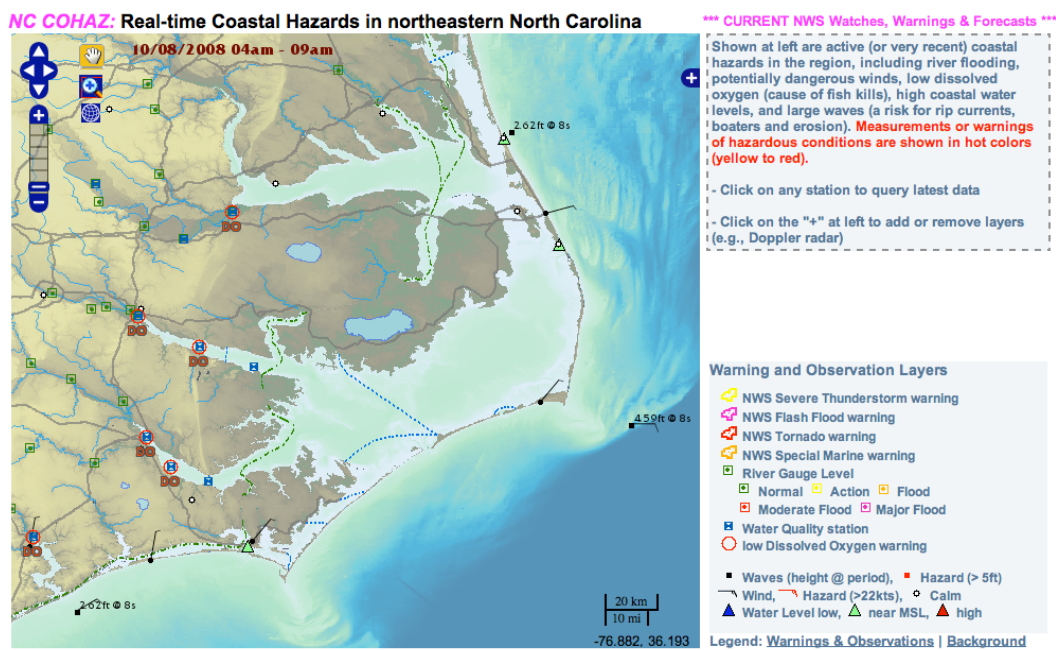 NC COHAZ: Real-time Coastal Hazards in northeastern North Carolina
*** CURRENT NWS Watches, Warnings & Forecasts ***
10/08/2008 04am - 09am
2.62ft @ 8s
DO
DO
DO
4.59ft @ 8s
DO
DO
DO
2.62ft @ 8s
20 km
10 mi
-76.882, 36.193
Shown at left are active (or very recent) coastal
hazards in the region, including river flooding,
potentially dangerous winds, low dissolved
oxygen (cause of fish kills), high coastal water
levels, and large waves (a risk for rip currents,
boaters and erosion). Measurements or warnings
of hazardous conditions are shown in hot colors
(yellow to red).
- Click on any station to query latest data
- Click on the "+" at left to add or remove layers
(e.g., Doppler radar)
Warning and Observation Layers
NWS Severe Thunderstorm warning
NWS Flash Flood warning
NWS Tornado warning
NWS Special Marine warning
River Gauge Level
Normal Action Flood
Moderate Flood Major Flood
Water Quality station
low Dissolved Oxygen warning
Waves (height @ period), Hazard (> 5ft)
Wind, Hazard (>22kts), Calm
Water Level low, near MSL, high
Legend: Warnings & Observations | Background